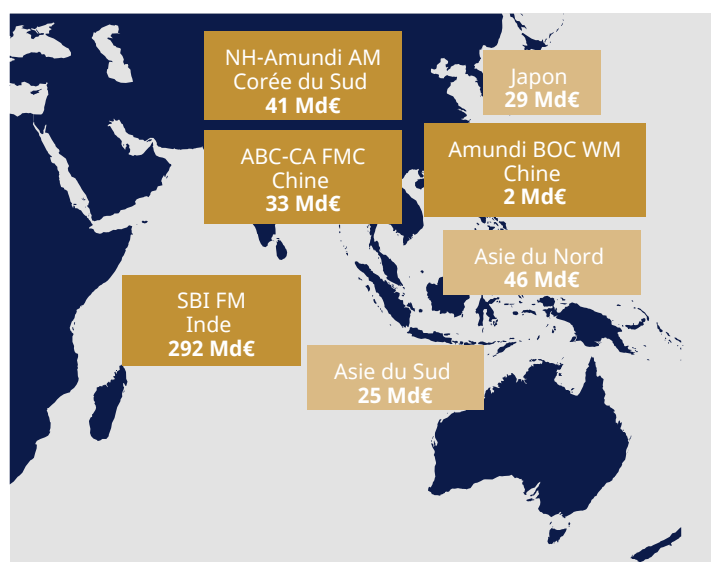 NH-Amundi AM
Corée du Sud
41 Md€
Japon
29 Md€
ABC-CA FMC
Chine
33 Md€
Amundi BOC WM
Chine
2 Md€
Asie du Nord
46 Md€
SBI FM
Inde
292 Md€
Asie du Sud
25 Md€